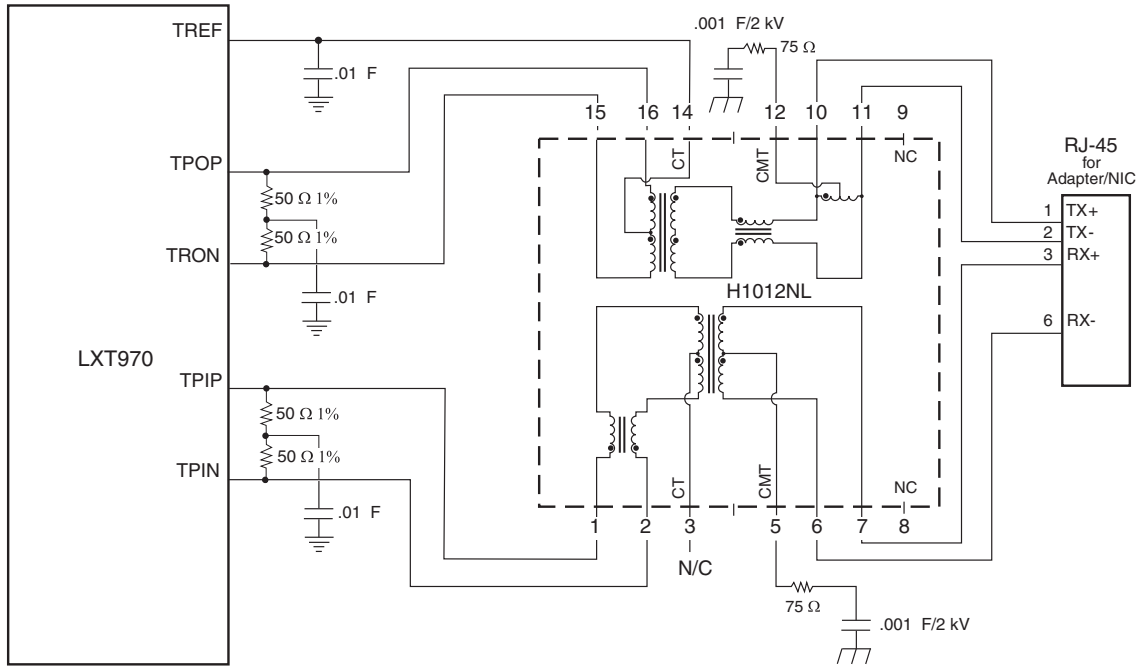 TREF
.01 F
.001 F/2 kV
75 Ω
15 16 14 12 10 11 9
CT
CMT
NC
RJ-45
for
Adapter/NIC
TPOP
50 Ω 1%
50 Ω 1%
TRON
.01 F
1 TX+
2 TX-
3 RX+
6 RX-
H1012NL
LXT970
TPIP
50 Ω 1%
50 Ω 1%
TPIN
.01 F
CT
CMT
NC
1 2 3 5 6 7 8
N/C
75 Ω
.001 F/2 kV